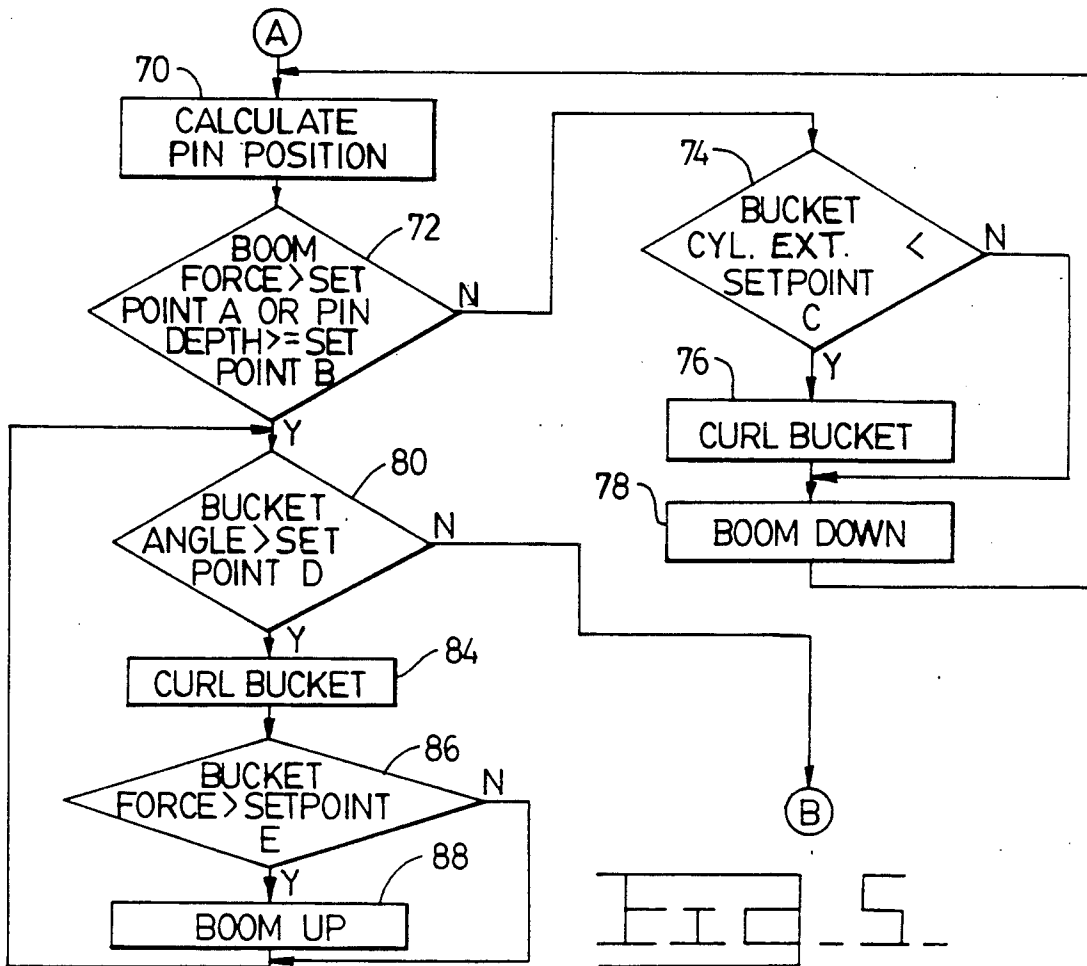 A
70
CALCULATE
PIN POSITION
72
BOOM
FORCE>SET
POINT A OR PIN
DEPTH>=SET
POINT B
N
Y
74
BUCKET
CYL. EXT. <
SETPOINT
C
N
Y
76
CURL BUCKET
78
BOOM DOWN
80
BUCKET
ANGLE>SET
POINT D
N
Y
84
CURL BUCKET
86
BUCKET
FORCE>SETPOINT
E
N
Y
88
BOOM UP
B
FIG. 5.